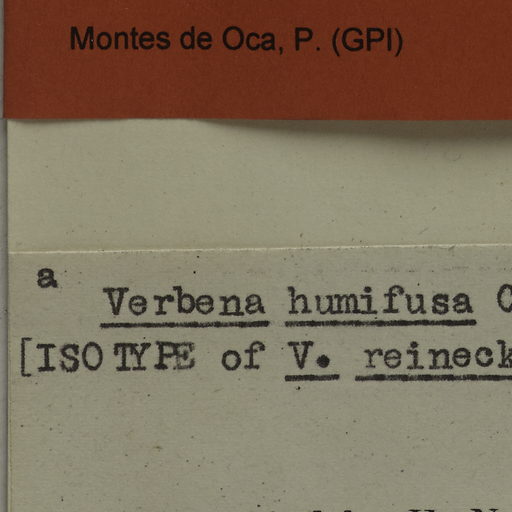 Montes de Oca, P. (GPI)
a
Verbena humifusa C
[ISOTYPE of V. reineck